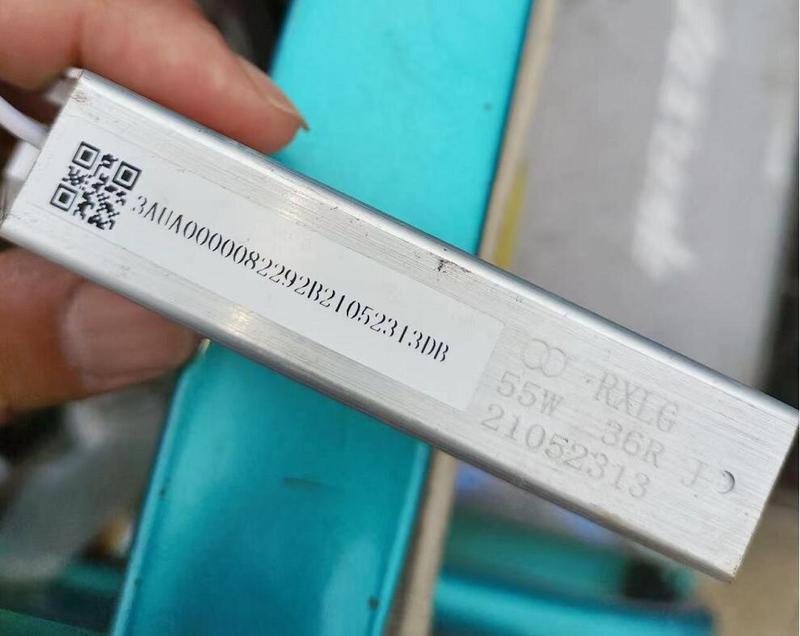 3AUA0000082292B21052313DB
RXLG
55W 36R J
21052313